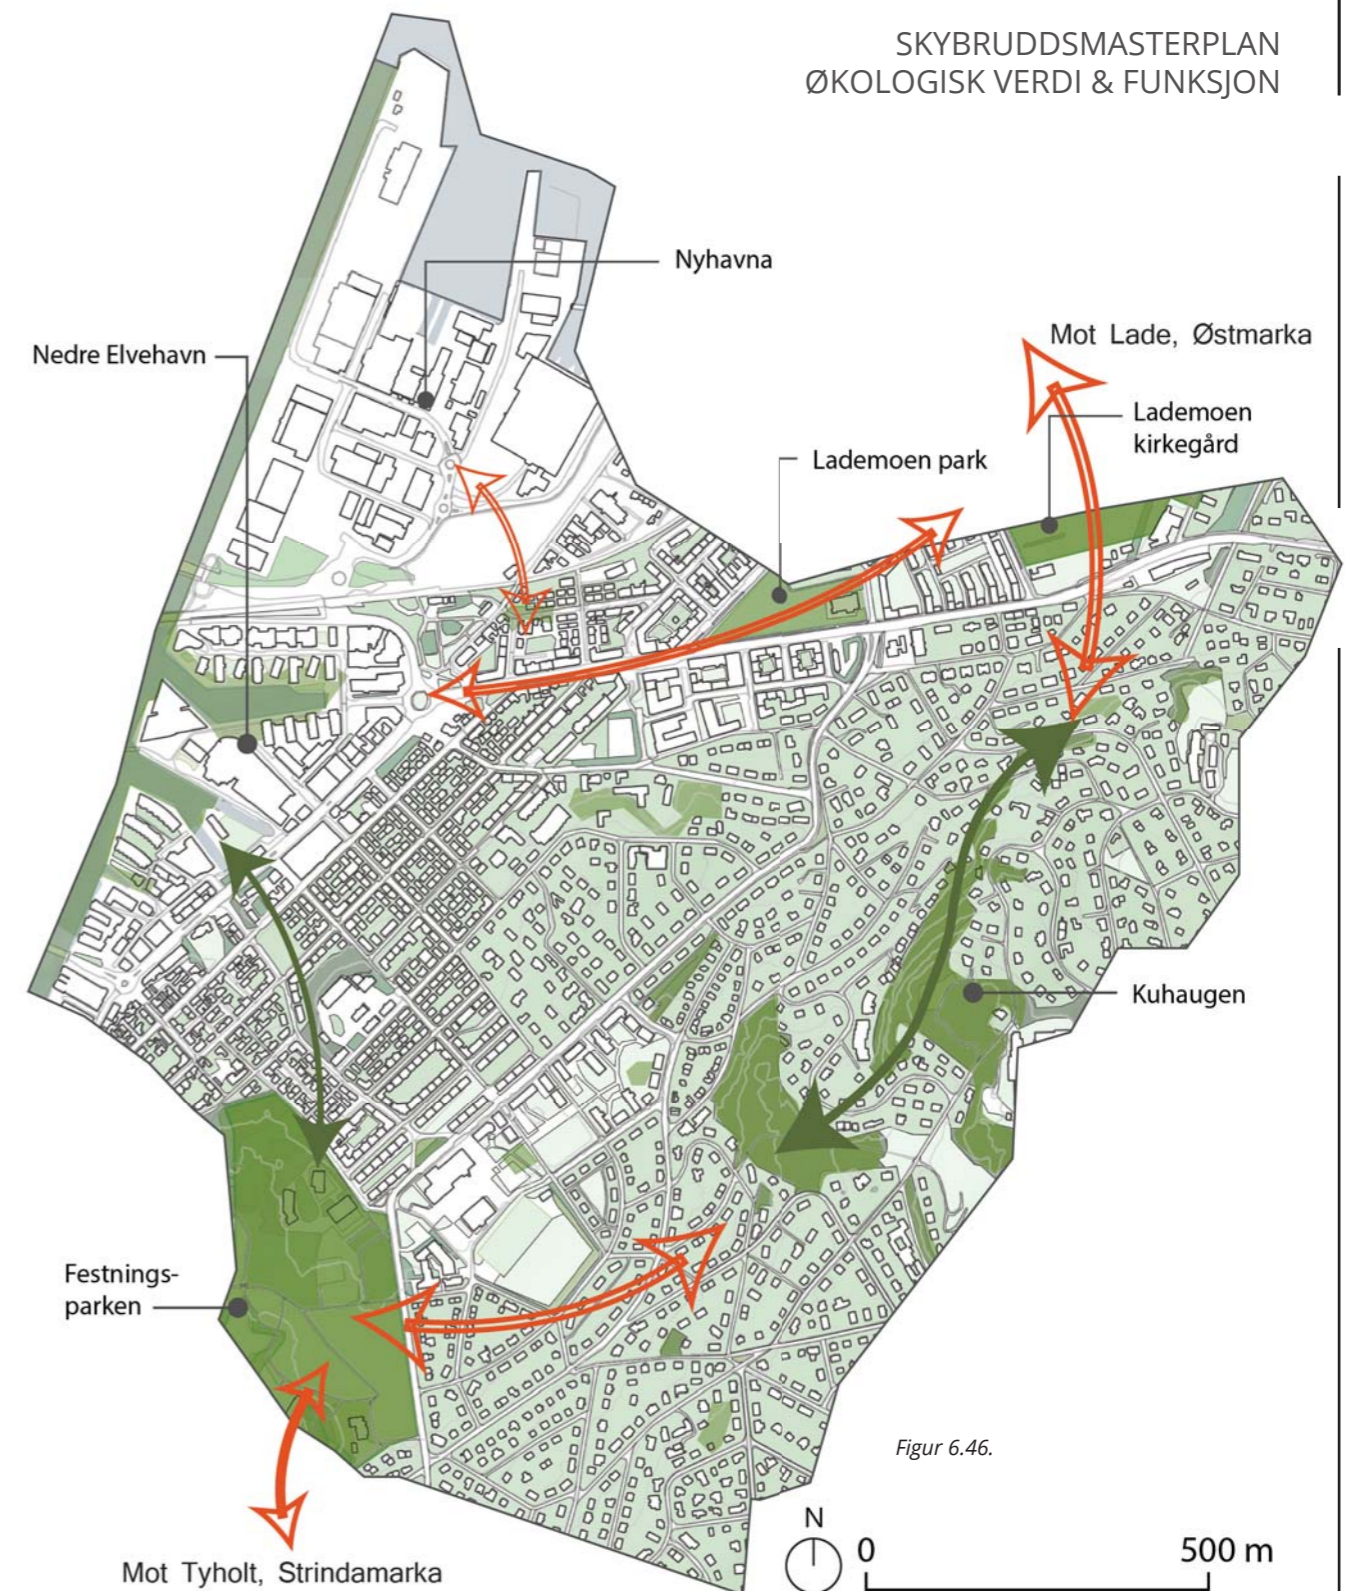 SKYBRUDDSMASTERPLAN
ØKOLOGISK VERDI & FUNKSJON
Nyhavna
Nedre Elvehavn
Mot Lade, Østmarka
Lademoen
kirkegård
Lademoen park
Kuhaugen
Festnings-
parken
Figur 6.46.
N
0
500 m
Mot Tyholt, Strindamarka